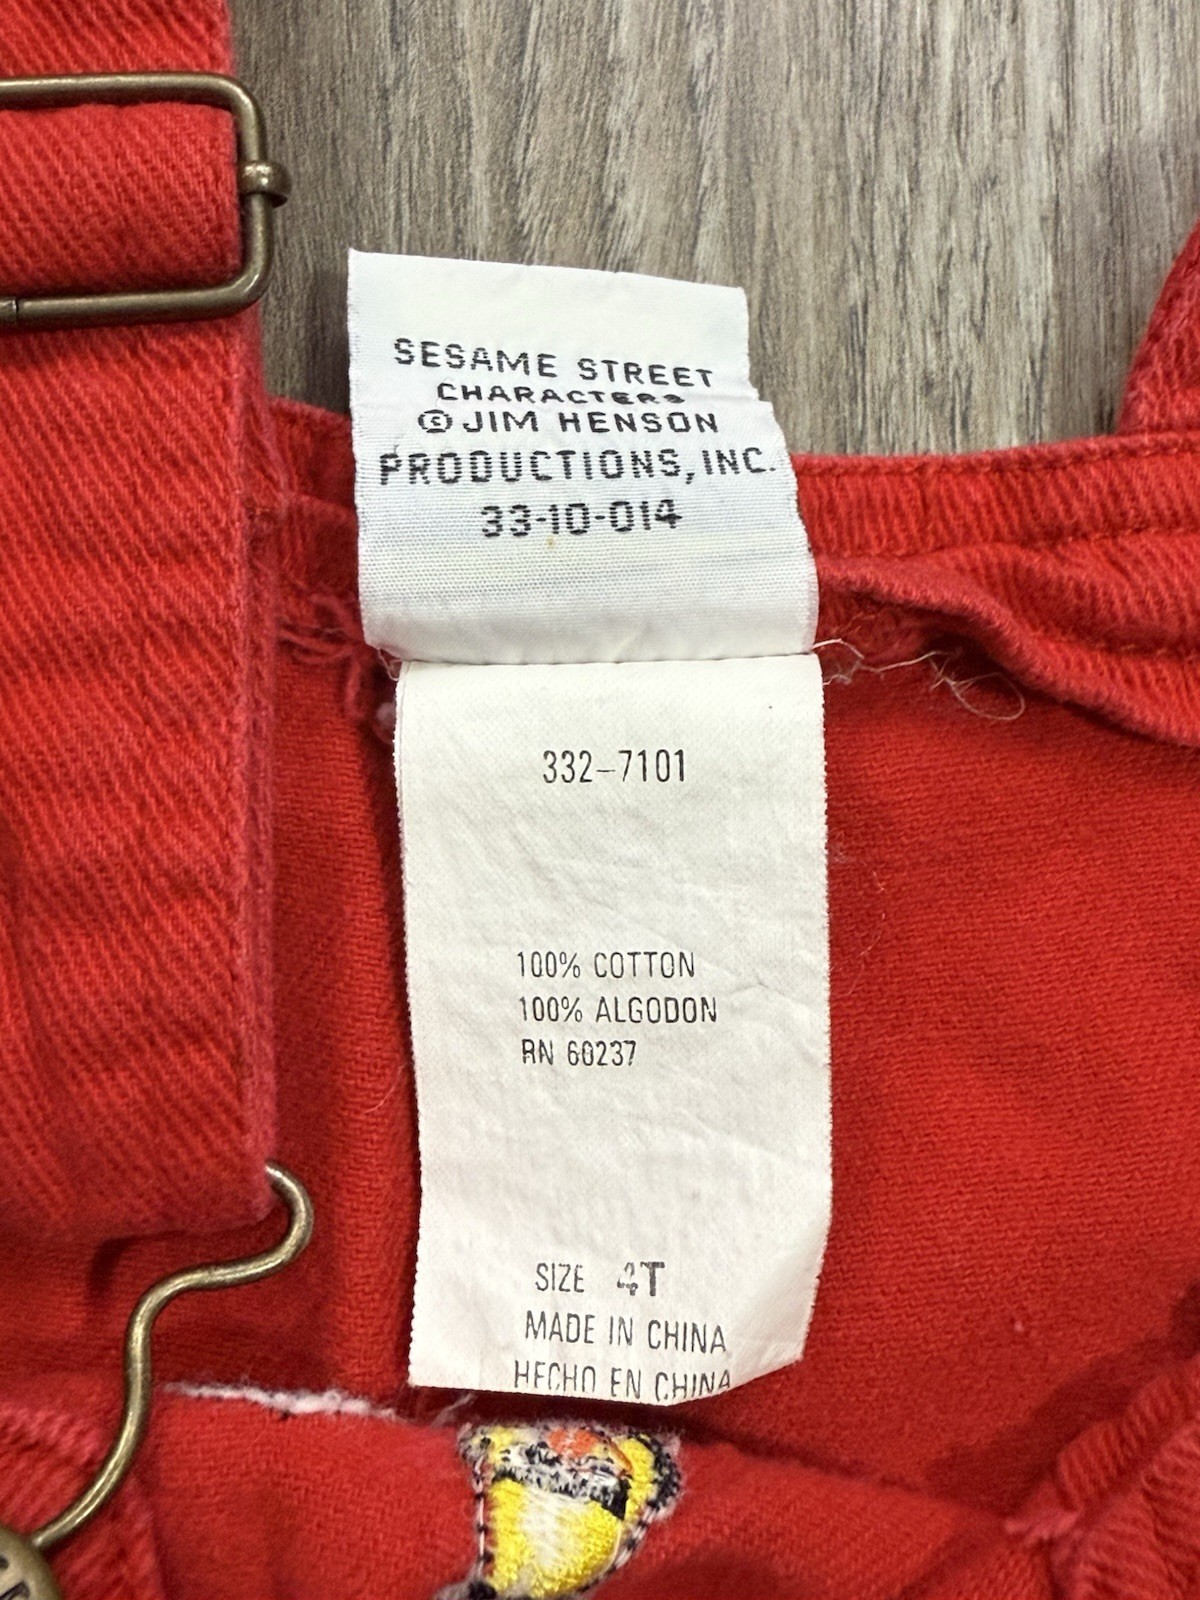 SESAME STREET
CHARACTERS
© JIM HENSON
PRODUCTIONS, INC.
33-10-014
332-7101
100% COTTON
100% ALGODON
RN 60237
SIZE 4T
MADE IN CHINA
HECHO EN CHINA